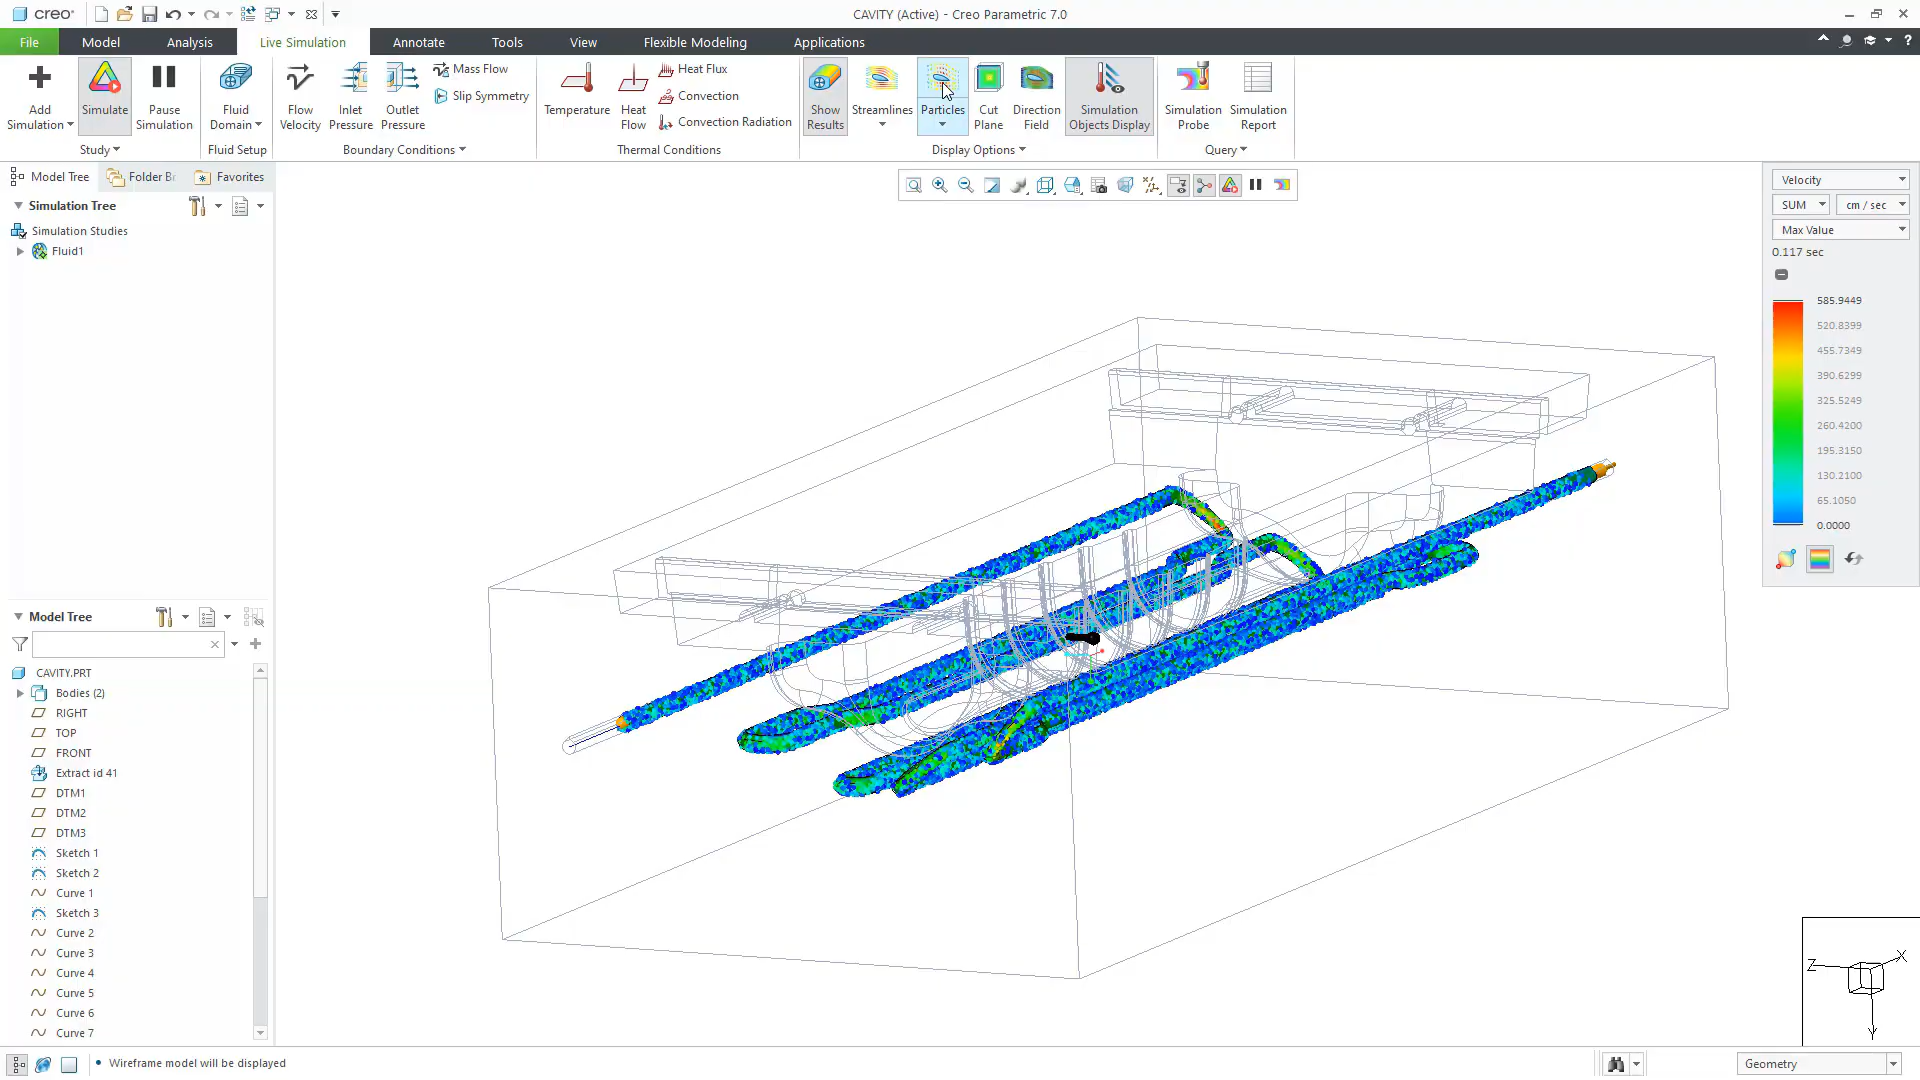 creo
CAVITY (Active) - Creo Parametric 7.0
File
Model
Analysis
Live Simulation
Annotate
Tools
View
Flexible Modeling
Applications
Add
Simulation
Simulate
Pause
Simulation
Fluid
Domain
Flow
Velocity
Inlet
Pressure
Outlet
Pressure
Mass Flow
Slip Symmetry
Temperature
Heat
Flow
Heat Flux
Convection
Convection Radiation
Show
Results
Streamlines
Particles
Cut
Plane
Direction
Field
Simulation
Objects Display
Simulation
Probe
Simulation
Report
Study
Fluid Setup
Boundary Conditions
Thermal Conditions
Display Options
Query
Model Tree
Folder B
Favorites
Simulation Tree
Simulation Studies
Fluid1
Model Tree
CAVITY.PRT
Bodies (2)
RIGHT
TOP
FRONT
Extract id 41
DTM1
DTM2
DTM3
Sketch 1
Sketch 2
Curve 1
Sketch 3
Curve 2
Curve 3
Curve 4
Curve 5
Curve 6
Curve 7
Velocity
SUM
cm / sec
Max Value
0.117 sec
585.9449
520.8399
455.7349
390.6299
325.5249
260.4200
195.3150
130.2100
65.1050
0.0000
Z
X
Y
Wireframe model will be displayed
Geometry